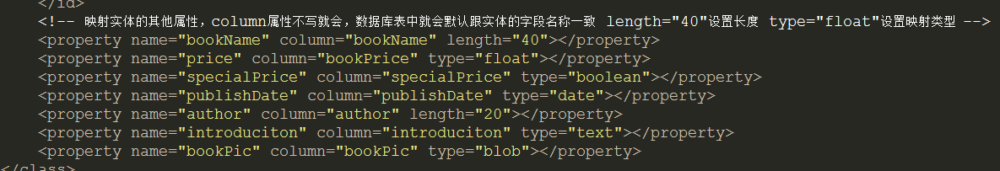 </id>
<!-- 映射实体的其他属性，column属性不写就会，数据库表中就会默认跟实体的字段名称一致 length="40"设置长度 type="float"设置映射类型 -->
<property name="bookName" column="bookName" length="40"></property>
<property name="price" column="bookPrice" type="float"></property>
<property name="specialPrice" column="specialPrice" type="boolean"></property>
<property name="publishDate" column="publishDate" type="date"></property>
<property name="author" column="author" length="20"></property>
<property name="introduciton" column="introduciton" type="text"></property>
<property name="bookPic" column="bookPic" type="blob"></property>
</class>